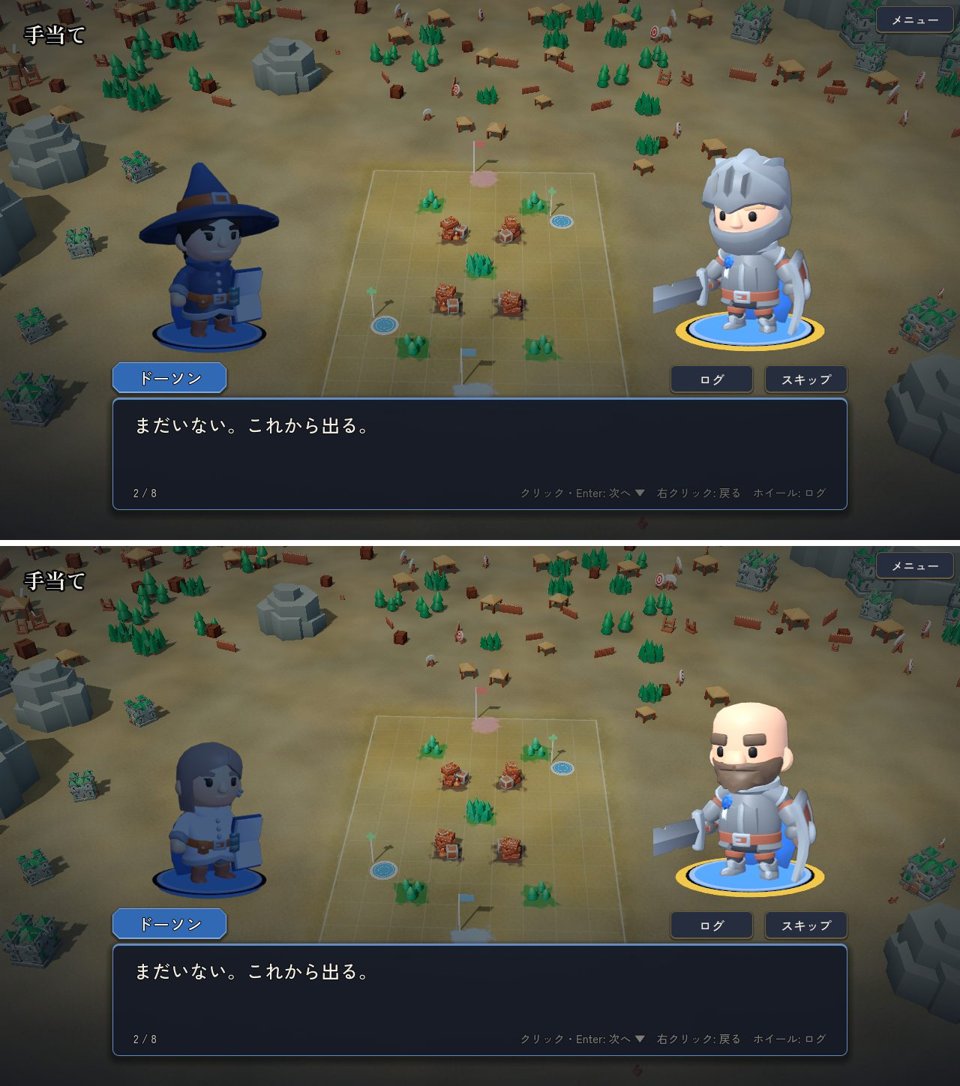 手当て
メニュー
ドーソン
ログ
スキップ
まだいない。これから出る。
2 / 8
クリック・Enter: 次へ ▼ 右クリック: 戻る ホイール: ログ
手当て
メニュー
ドーソン
ログ
スキップ
まだいない。これから出る。
2 / 8
クリック・Enter: 次へ ▼ 右クリック: 戻る ホイール: ログ